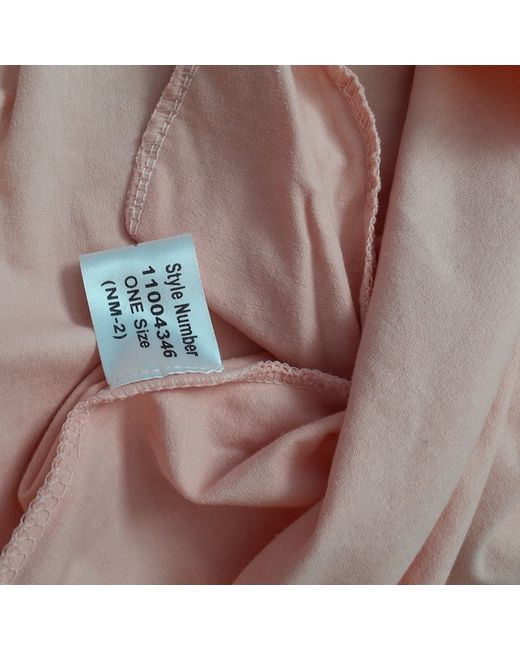 Style Number
11004346
ONE Size
(NM-2)